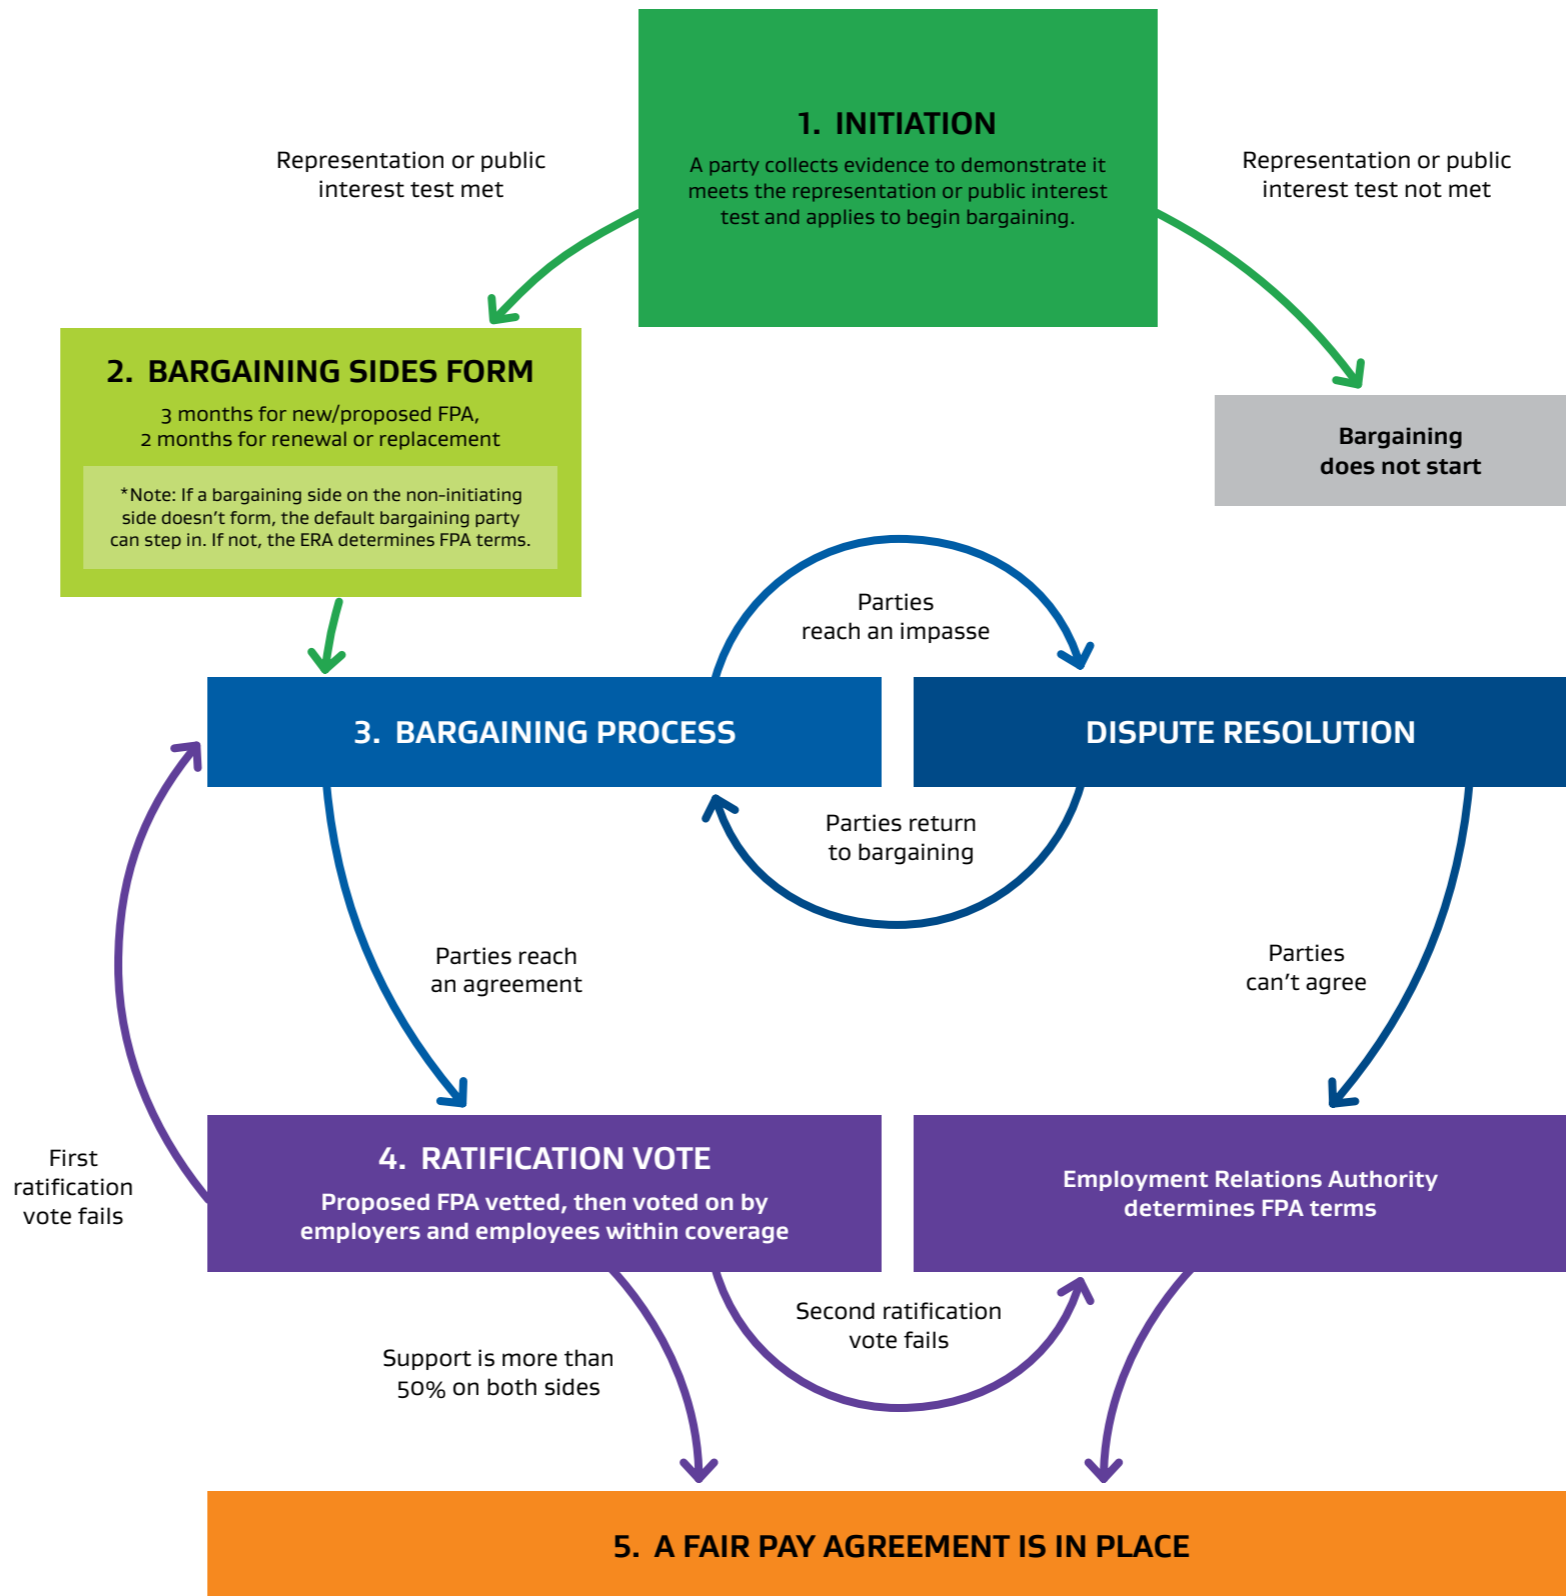 1. INITIATION
A party collects evidence to demonstrate it
meets the representation or public interest
test and applies to begin bargaining.
Representation or public
interest test met
Representation or public
interest test not met
2. BARGAINING SIDES FORM
3 months for new/proposed FPA,
2 months for renewal or replacement
*Note: If a bargaining side on the non-initiating
side doesn't form, the default bargaining party
can step in. If not, the ERA determines FPA terms.
Bargaining
does not start
Parties
reach an impasse
3. BARGAINING PROCESS
DISPUTE RESOLUTION
Parties return
to bargaining
Parties reach
an agreement
Parties
can't agree
First
ratification
vote fails
4. RATIFICATION VOTE
Proposed FPA vetted, then voted on by
employers and employees within coverage
Employment Relations Authority
determines FPA terms
Second ratification
vote fails
Support is more than
50% on both sides
5. A FAIR PAY AGREEMENT IS IN PLACE